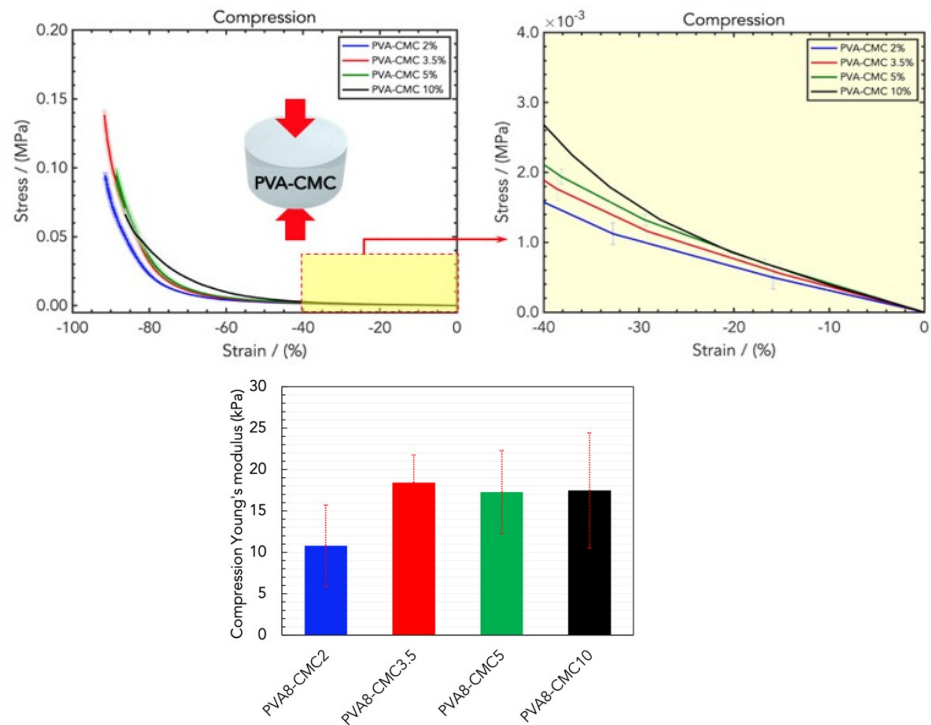 Compression
0.20
0.15
0.10
0.05
0.00
Stress / (MPa)
PVA-CMC 2%
PVA-CMC 3.5%
PVA-CMC 5%
PVA-CMC 10%
PVA-CMC
-100
-80
-60
-40
-20
0
Strain / (%)
Compression
×10⁻³
4.0
3.0
2.0
1.0
0.0
Stress / (MPa)
PVA-CMC 2%
PVA-CMC 3.5%
PVA-CMC 5%
PVA-CMC 10%
-40
-30
-20
-10
0
Strain / (%)
30
25
20
15
10
5
0
Compression Young's modulus (kPa)
PVA8-CMC2
PVA8-CMC3.5
PVA8-CMC5
PVA8-CMC10